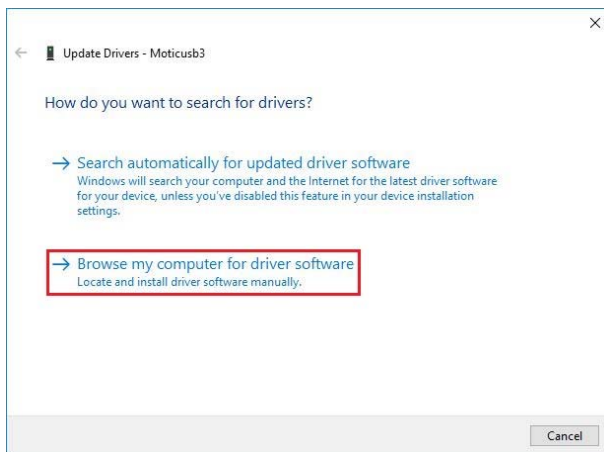 Update Drivers - Moticusb3
How do you want to search for drivers?
Search automatically for updated driver software
Windows will search your computer and the Internet for the latest driver software
for your device, unless you've disabled this feature in your device installation
settings.
Browse my computer for driver software
Locate and install driver software manually.
Cancel